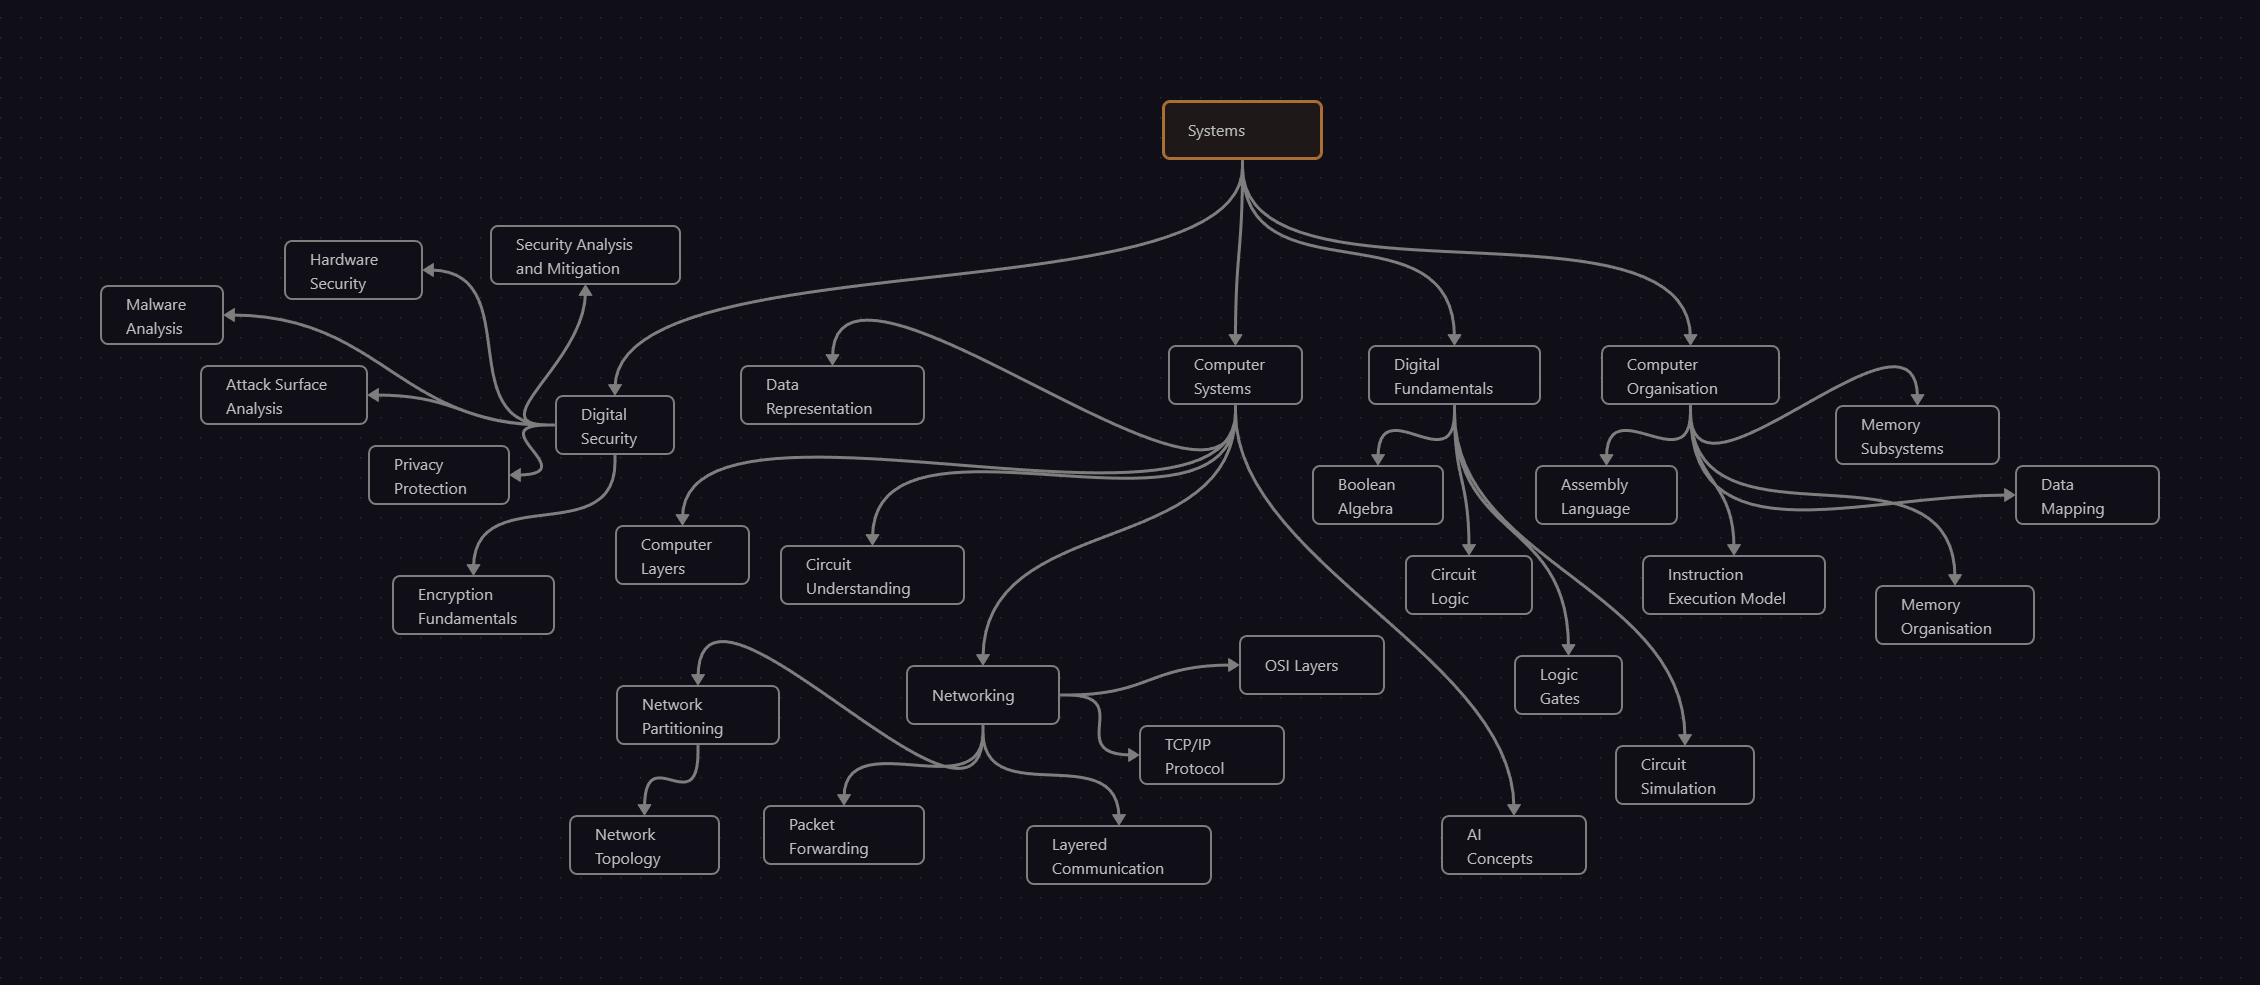 Systems
Security Analysis
and Mitigation
Hardware
Security
Malware
Analysis
Attack Surface
Analysis
Digital
Security
Privacy
Protection
Encryption
Fundamentals
Data
Representation
Computer
Systems
Digital
Fundamentals
Computer
Organisation
Memory
Subsystems
Data
Mapping
Boolean
Algebra
Assembly
Language
Computer
Layers
Circuit
Understanding
Circuit
Logic
Instruction
Execution Model
Memory
Organisation
Networking
OSI Layers
Logic
Gates
Network
Partitioning
TCP/IP
Protocol
Circuit
Simulation
Network
Topology
Packet
Forwarding
Layered
Communication
AI
Concepts